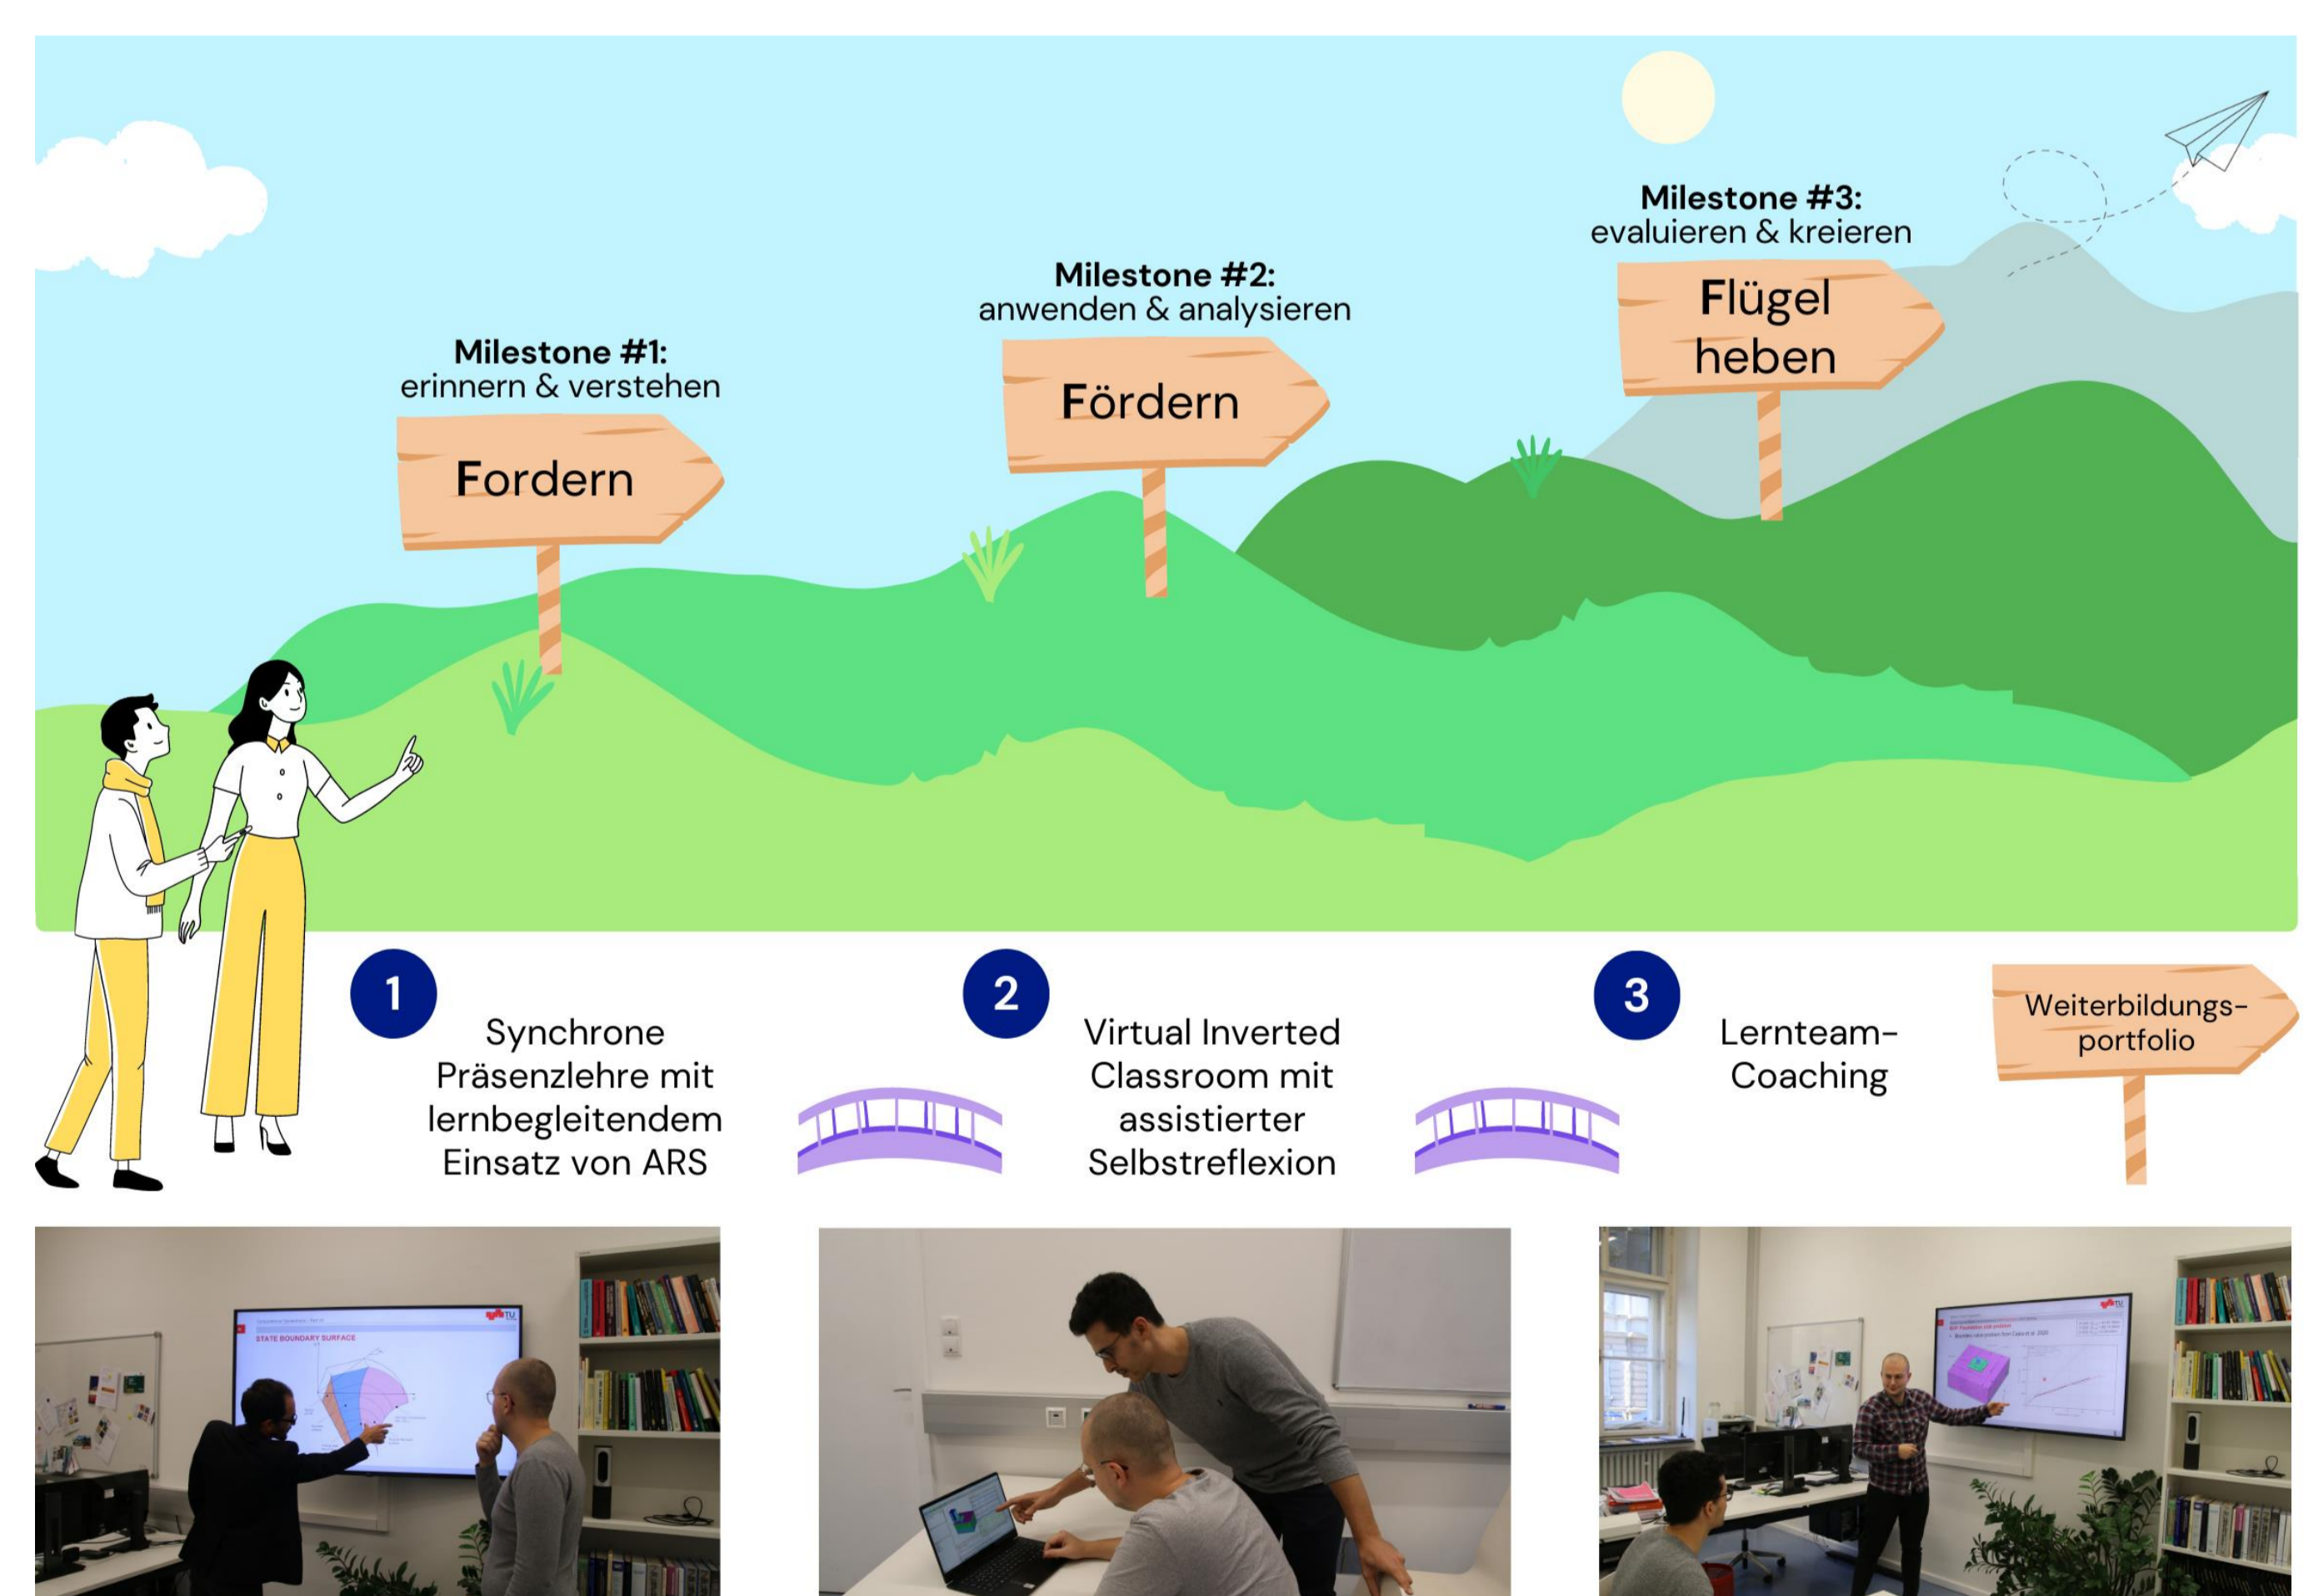 Milestone #1:
erinnern & verstehen
Fordern
Milestone #2:
anwenden & analysieren
Fördern
Milestone #3:
evaluieren & kreieren
Flügel
heben
1
Synchrone
Präsenzlehre mit
lernbegleitendem
Einsatz von ARS
2
Virtual Inverted
Classroom mit
assistierter
Selbstreflexion
3
Lernteam-
Coaching
Weiterbildungs-
portfolio
STATE BOUNDARY SURFACE
TU
TU